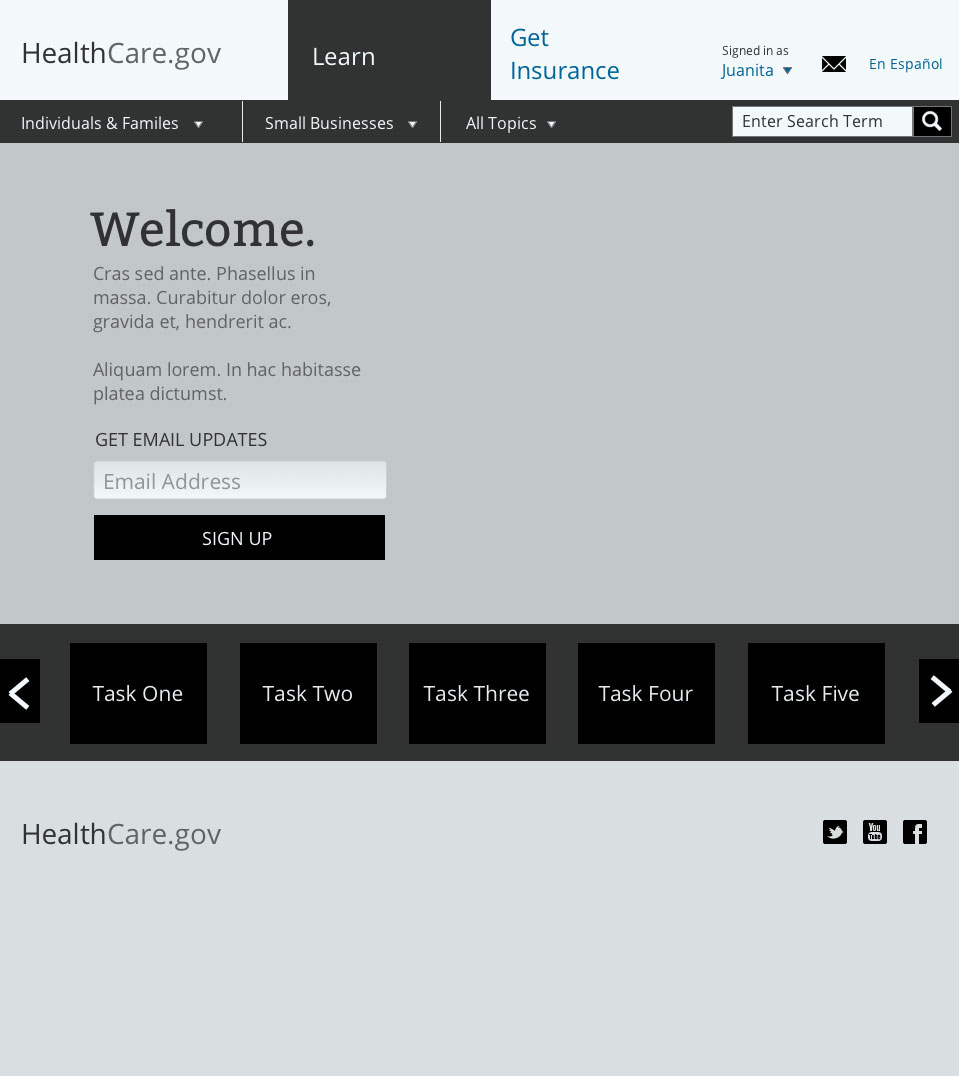 HealthCare.gov
Learn
Get
Insurance
Signed in as
Juanita
En Español
Individuals & Familes
Small Businesses
All Topics
Enter Search Term
Welcome.
Cras sed ante. Phasellus in
massa. Curabitur dolor eros,
gravida et, hendrerit ac.
Aliquam lorem. In hac habitasse
platea dictumst.
GET EMAIL UPDATES
Email Address
SIGN UP
Task One
Task Two
Task Three
Task Four
Task Five
HealthCare.gov
You
Tube